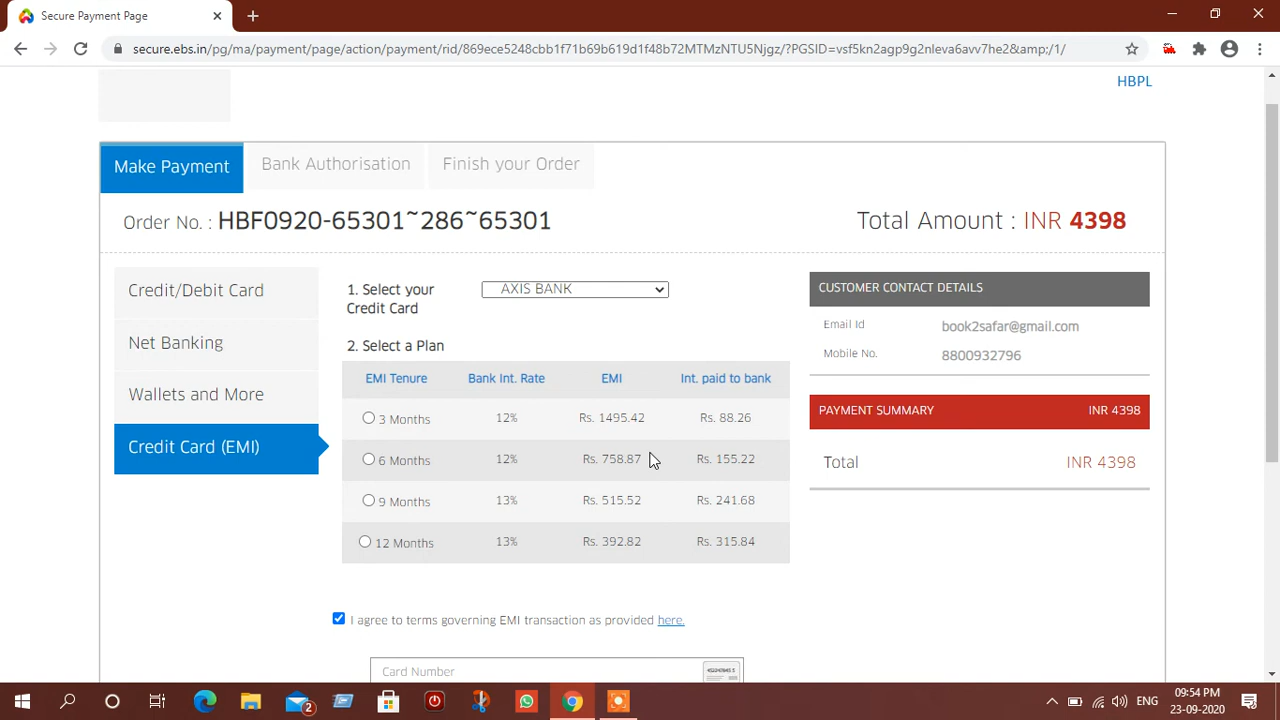 Secure Payment Page
secure.ebs.in/pg/ma/payment/page/action/payment/rid/869ece5248cbb1f71b69b619d1f48b72MTMzNTU5Njgz/?PGSID=vsf5kn2agp9g2nleva6avv7he2&amp;/1/
HBPL
Make Payment
Bank Authorisation
Finish your Order
Order No. : HBF0920-65301~286~65301
Total Amount : INR 4398
Credit/Debit Card
Net Banking
Wallets and More
Credit Card (EMI)
1. Select your
Credit Card
AXIS BANK
2. Select a Plan
EMI Tenure Bank Int. Rate EMI Int. paid to bank
3 Months 12% Rs. 1495.42 Rs. 88.26
6 Months 12% Rs. 758.87 Rs. 155.22
9 Months 13% Rs. 515.52 Rs. 241.68
12 Months 13% Rs. 392.82 Rs. 315.84
I agree to terms governing EMI transaction as provided here.
Card Number
CUSTOMER CONTACT DETAILS
Email Id book2safar@gmail.com
Mobile No. 8800932796
PAYMENT SUMMARY INR 4398
Total INR 4398
2
ENG
09:54 PM
23-09-2020